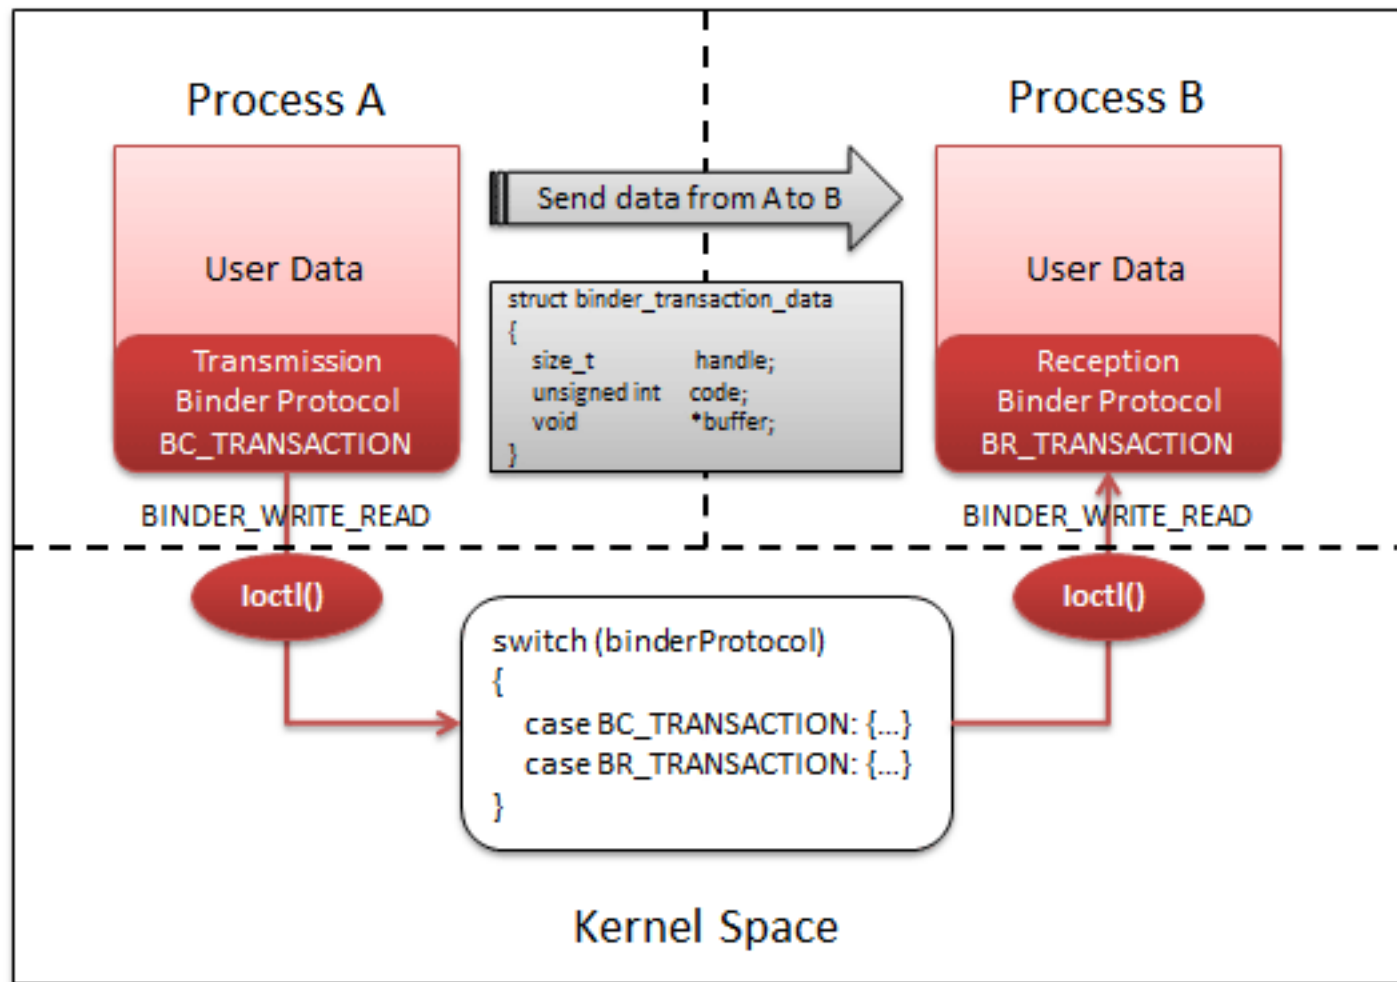 Process A
Process B
Send data from A to B
User Data
User Data
struct binder_transaction_data
{
size_t handle;
unsigned int code;
void *buffer;
}
Transmission
Binder Protocol
BC_TRANSACTION
Reception
Binder Protocol
BR_TRANSACTION
BINDER_WRITE_READ
BINDER_WRITE_READ
Ioctl()
Ioctl()
switch (binderProtocol)
{
case BC_TRANSACTION: {...}
case BR_TRANSACTION: {...}
}
Kernel Space